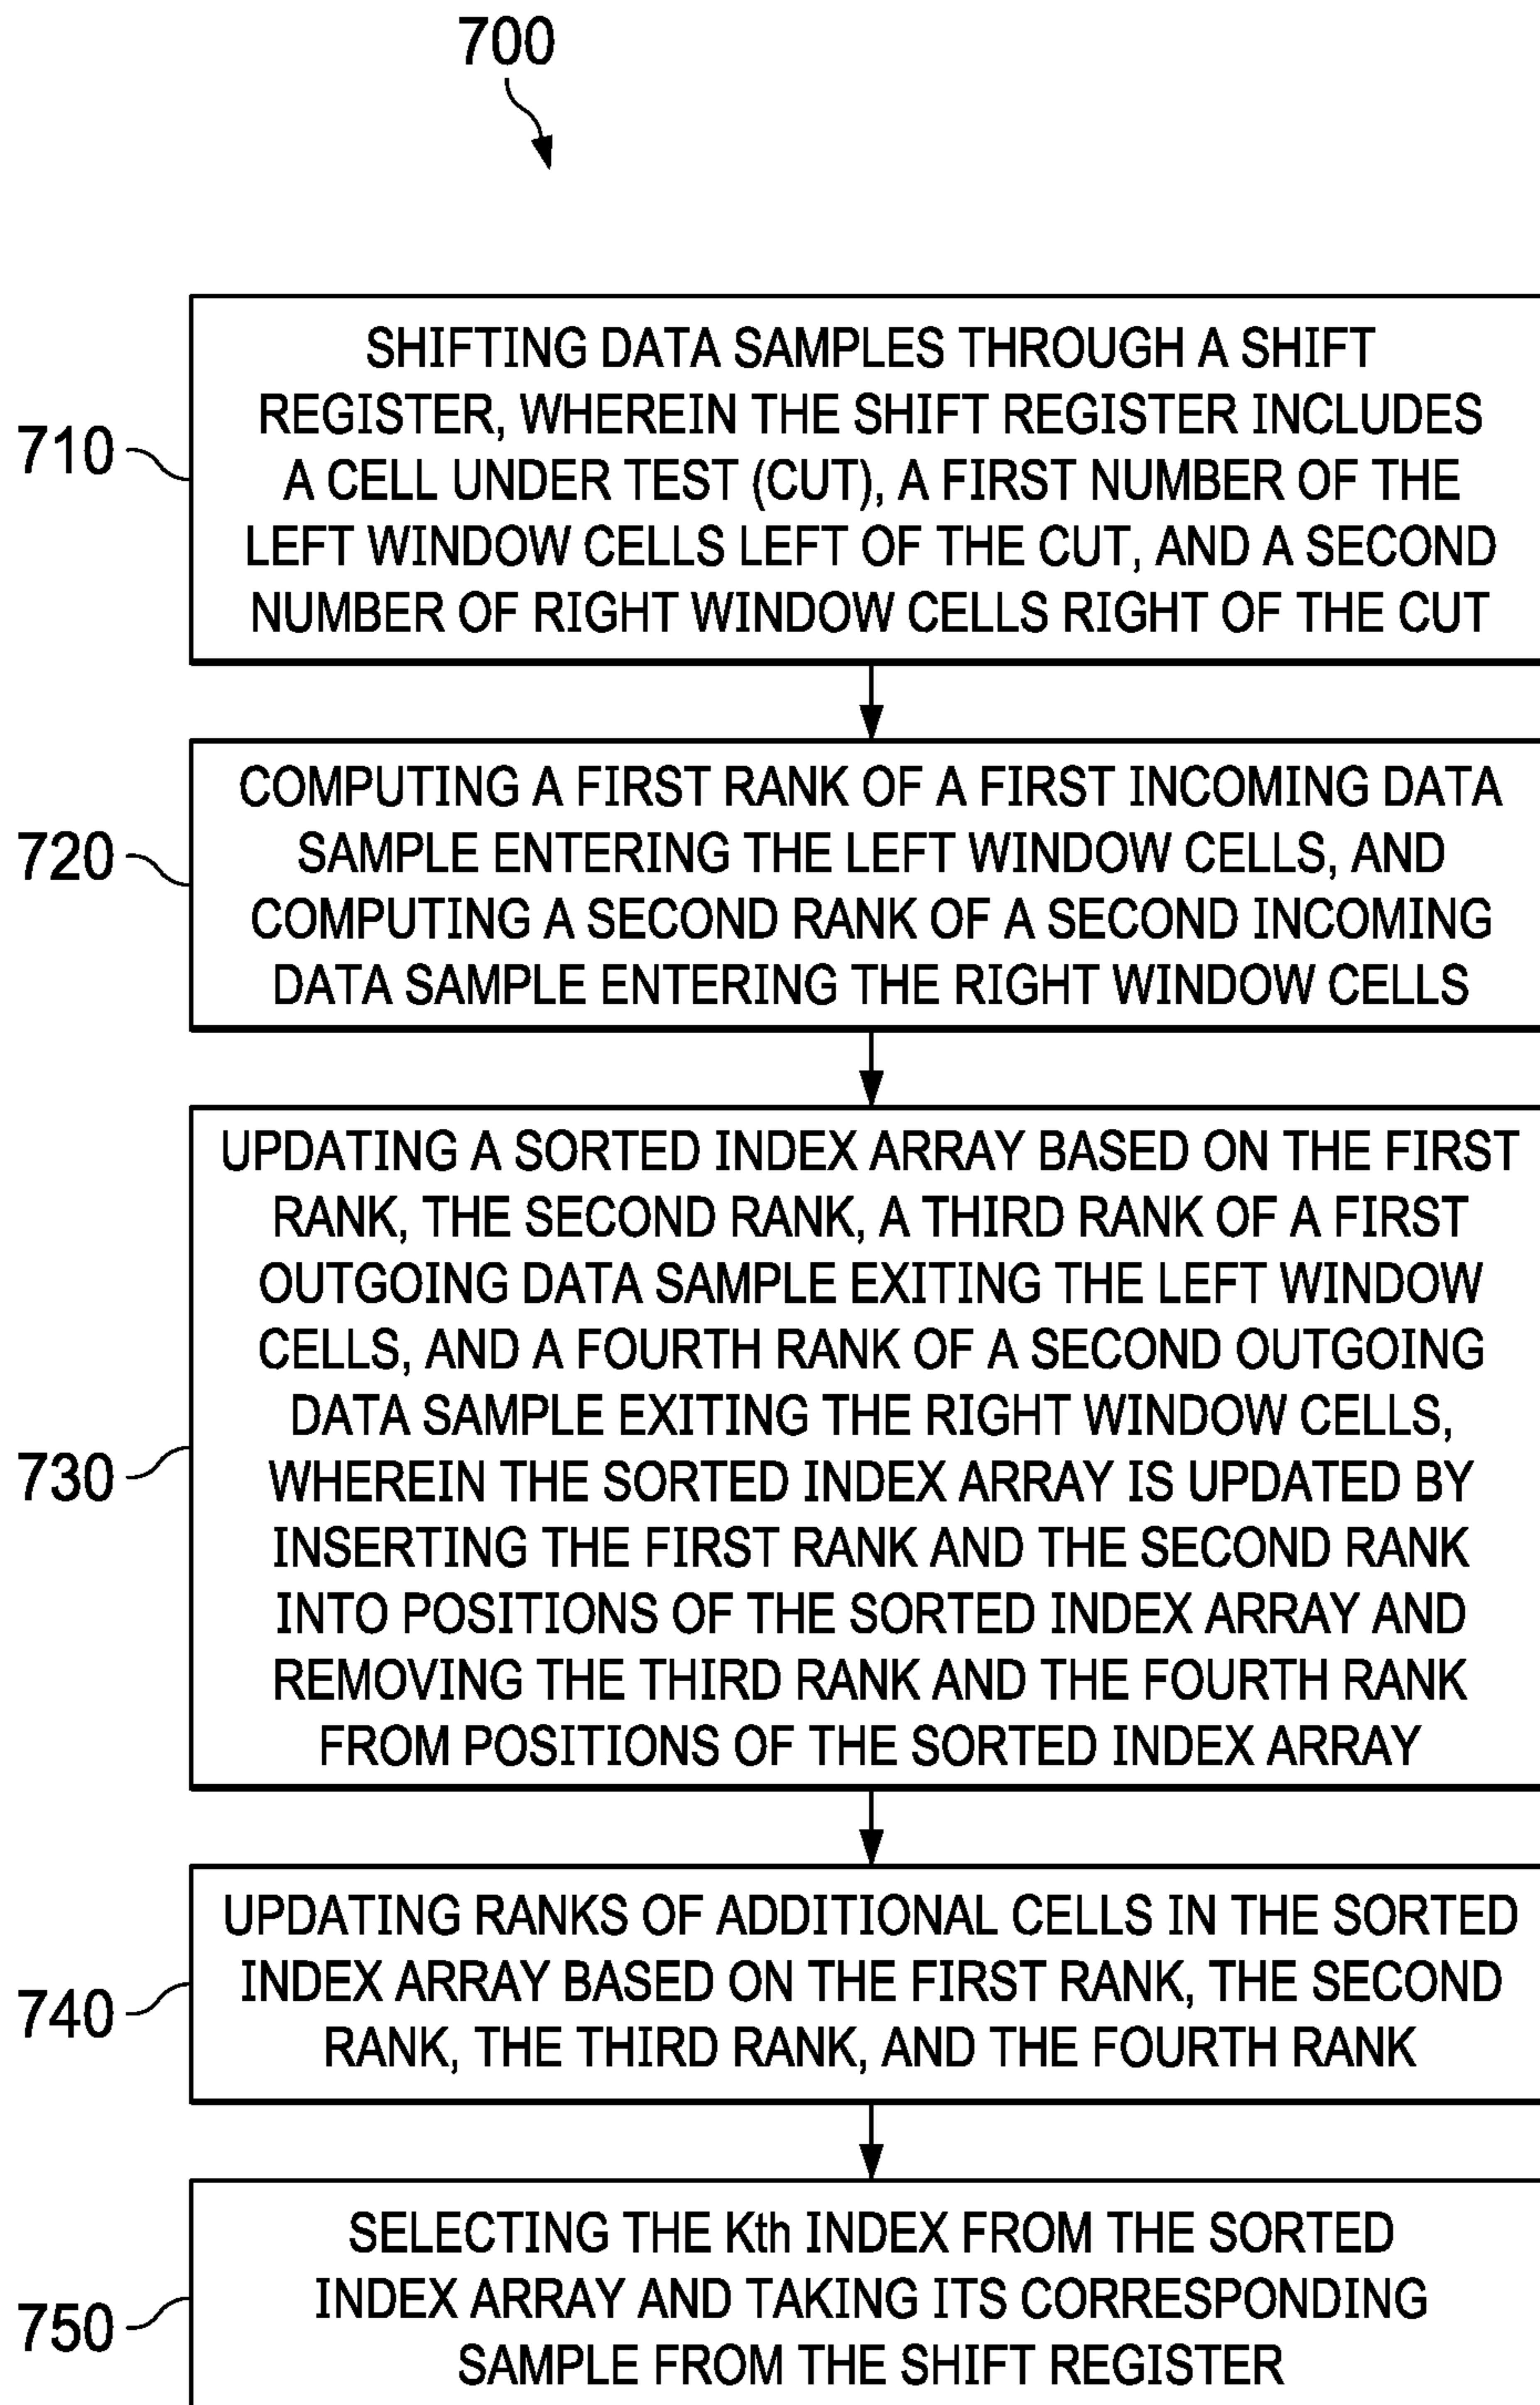 700
710
SHIFTING DATA SAMPLES THROUGH A SHIFT
REGISTER, WHEREIN THE SHIFT REGISTER INCLUDES
A CELL UNDER TEST (CUT), A FIRST NUMBER OF THE
LEFT WINDOW CELLS LEFT OF THE CUT, AND A SECOND
NUMBER OF RIGHT WINDOW CELLS RIGHT OF THE CUT
720
COMPUTING A FIRST RANK OF A FIRST INCOMING DATA
SAMPLE ENTERING THE LEFT WINDOW CELLS, AND
COMPUTING A SECOND RANK OF A SECOND INCOMING
DATA SAMPLE ENTERING THE RIGHT WINDOW CELLS
730
UPDATING A SORTED INDEX ARRAY BASED ON THE FIRST
RANK, THE SECOND RANK, A THIRD RANK OF A FIRST
OUTGOING DATA SAMPLE EXITING THE LEFT WINDOW
CELLS, AND A FOURTH RANK OF A SECOND OUTGOING
DATA SAMPLE EXITING THE RIGHT WINDOW CELLS,
WHEREIN THE SORTED INDEX ARRAY IS UPDATED BY
INSERTING THE FIRST RANK AND THE SECOND RANK
INTO POSITIONS OF THE SORTED INDEX ARRAY AND
REMOVING THE THIRD RANK AND THE FOURTH RANK
FROM POSITIONS OF THE SORTED INDEX ARRAY
740
UPDATING RANKS OF ADDITIONAL CELLS IN THE SORTED
INDEX ARRAY BASED ON THE FIRST RANK, THE SECOND
RANK, THE THIRD RANK, AND THE FOURTH RANK
750
SELECTING THE Kth INDEX FROM THE SORTED
INDEX ARRAY AND TAKING ITS CORRESPONDING
SAMPLE FROM THE SHIFT REGISTER